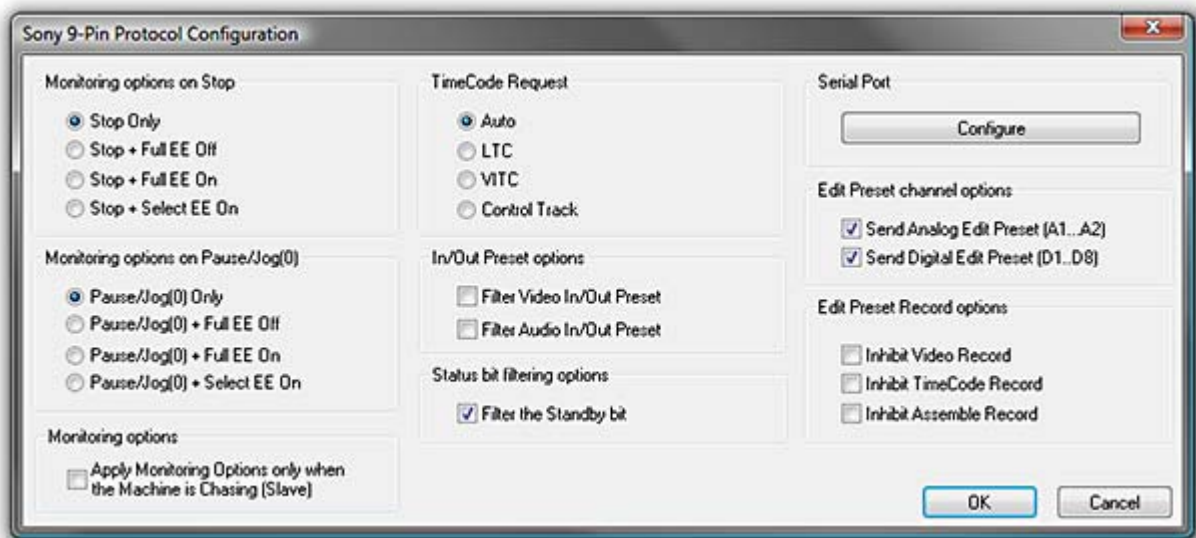 Sony 9-Pin Protocol Configuration
Monitoring options on Stop
Stop Only
Stop + Full EE Off
Stop + Full EE On
Stop + Select EE On
Monitoring options on Pause/Jog(0)
Pause/Jog(0) Only
Pause/Jog(0) + Full EE Off
Pause/Jog(0) + Full EE On
Pause/Jog(0) + Select EE On
Monitoring options
Apply Monitoring Options only when
the Machine is Chasing (Slave)
TimeCode Request
Auto
LTC
VITC
Control Track
In/Out Preset options
Filter Video In/Out Preset
Filter Audio In/Out Preset
Status bit filtering options
Filter the Standby bit
Serial Port
Configure
Edit Preset channel options
Send Analog Edit Preset (A1...A2)
Send Digital Edit Preset (D1..D8)
Edit Preset Record options
Inhibit Video Record
Inhibit TimeCode Record
Inhibit Assemble Record
OK
Cancel